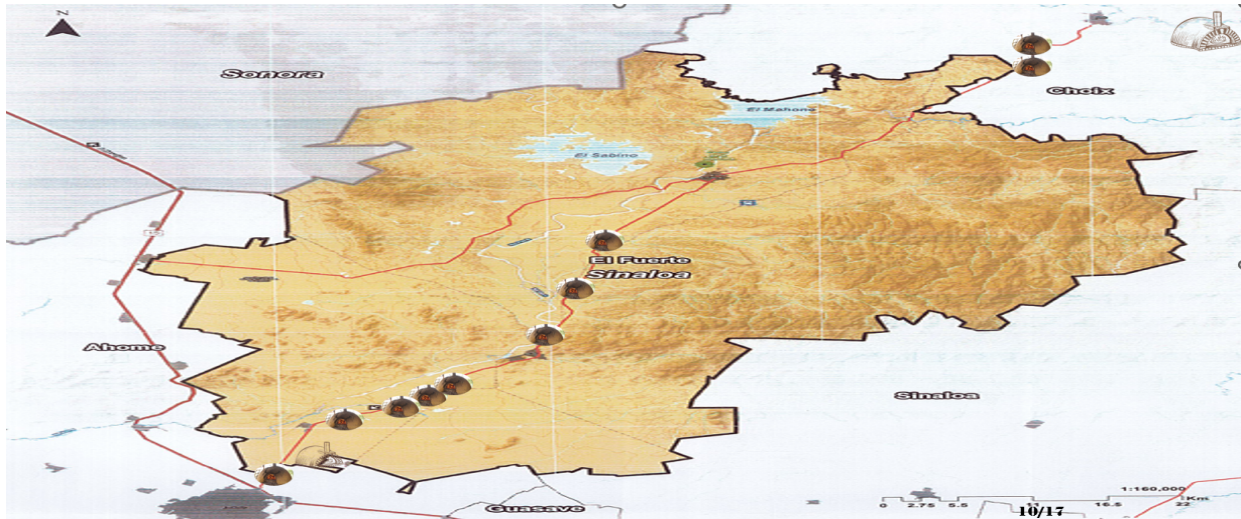 N
Sonora
Choix
El Mahone
El Sabino
El Fuerte
Sinaloa
Ahome
Sinaloa
Guasave
1:160,000
0 2.75 5.5 16.5 22 Km
10/17